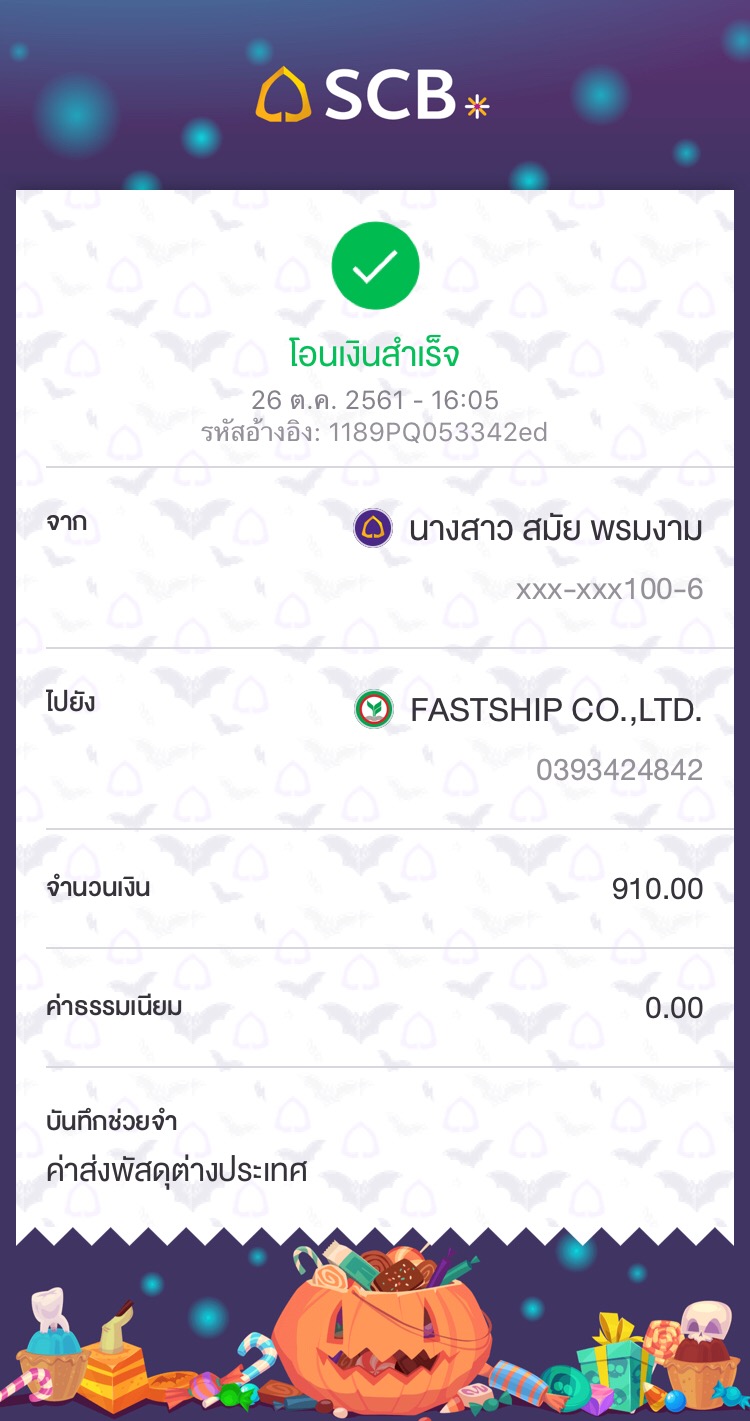 SCB
โอนเงินสำเร็จ
26 ต.ค. 2561 - 16:05
รหัสอ้างอิง: 1189PQ053342ed
จาก
นางสาว สมัย พรมงาม
xxx-xxx100-6
ไปยัง
FASTSHIP CO.,LTD.
0393424842
จำนวนเงิน
910.00
ค่าธรรมเนียม
0.00
บันทึกช่วยจำ
ค่าส่งพัสดุต่างประเทศ